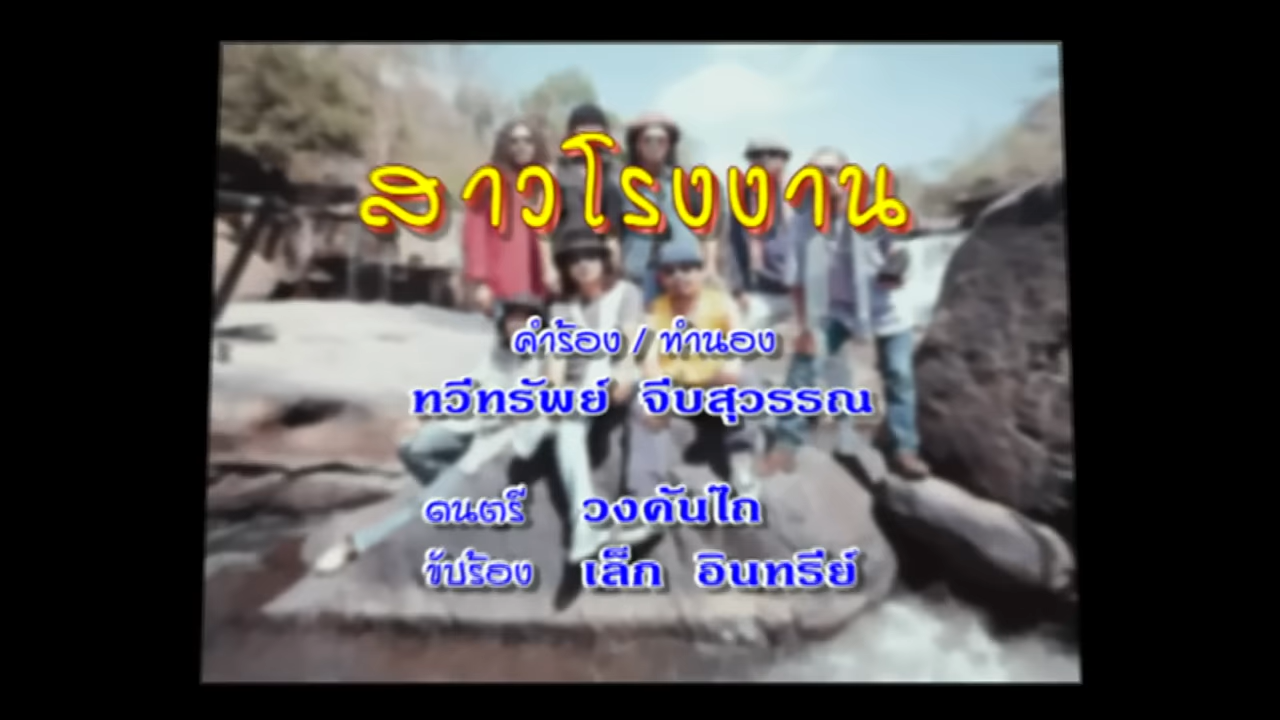 สาวโรงงาน
คำร้อง / ทำนอง
ทวีทรัพย์ จีบสุวรรณ
ดนตรี วงคันไถ
ขับร้อง เล็ก อินทรีย์